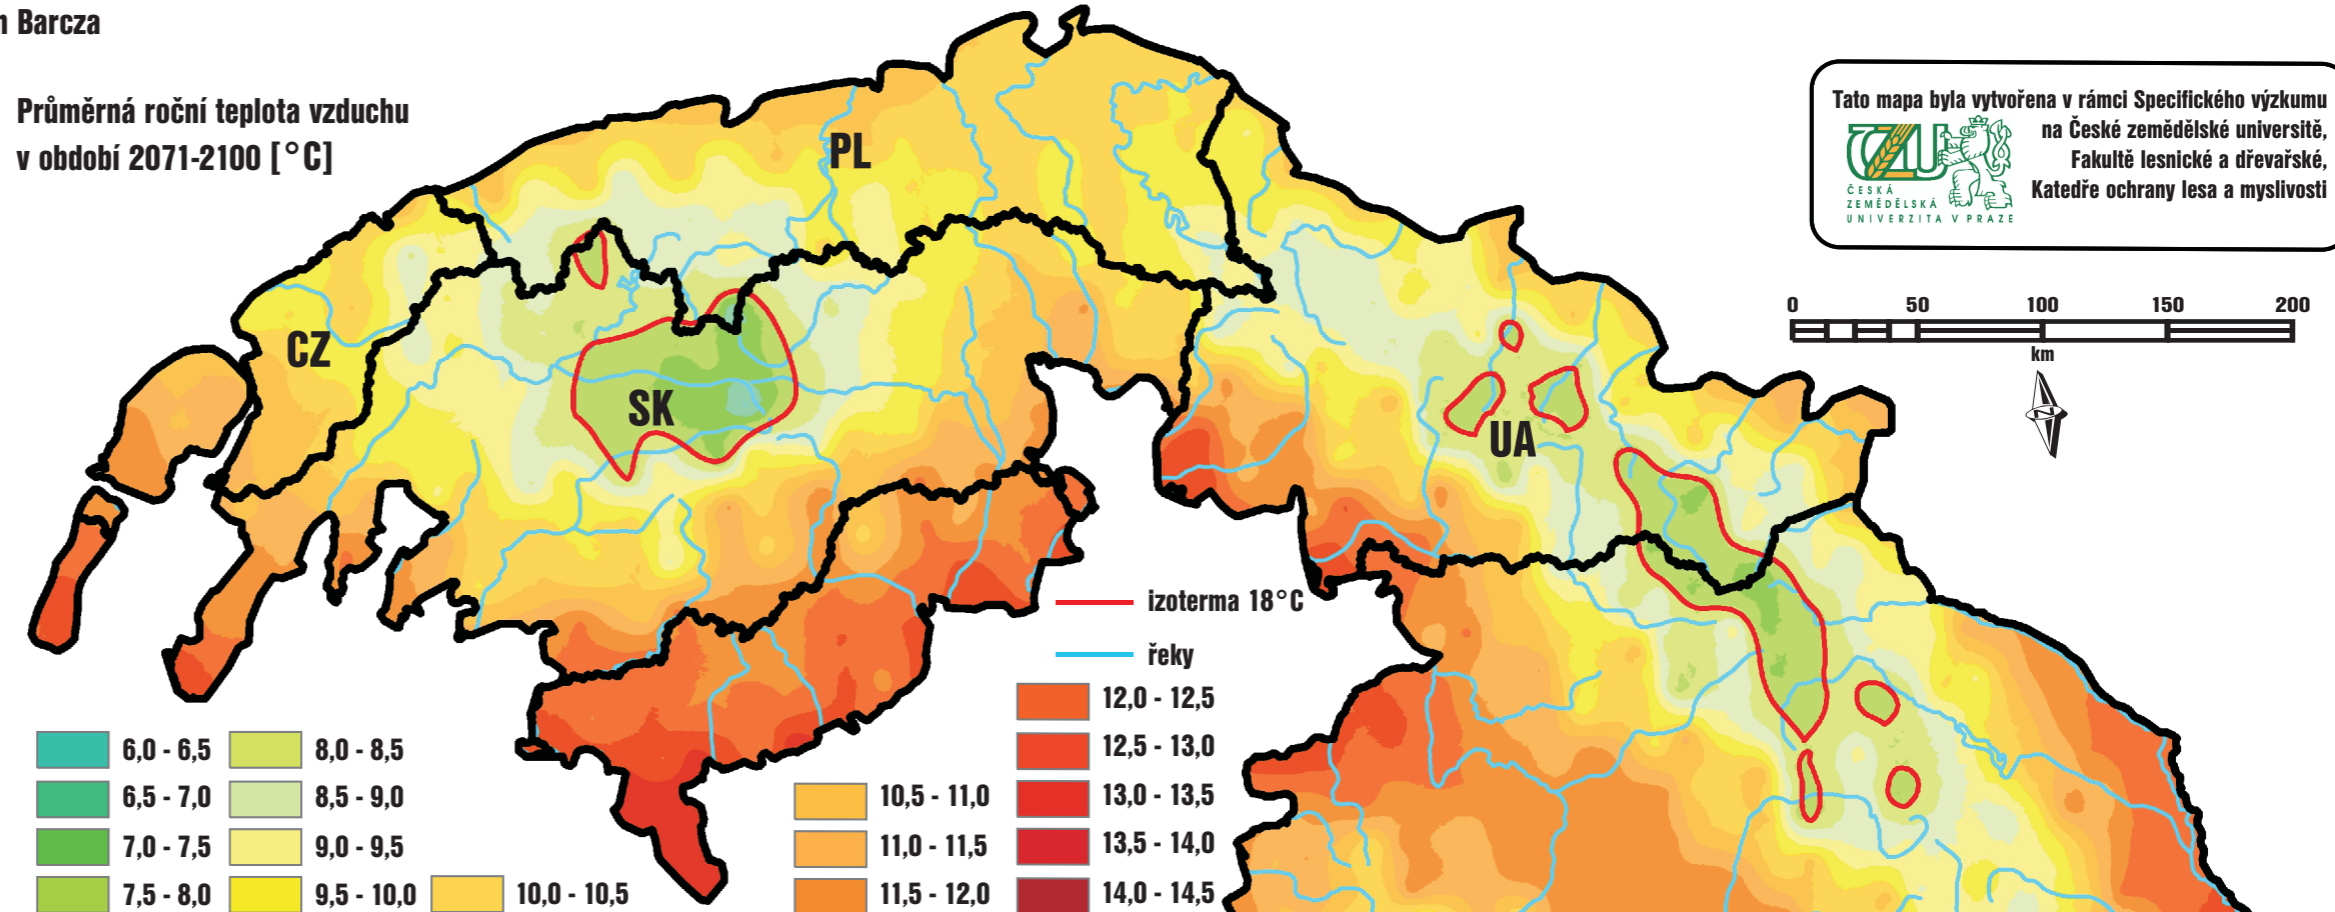 Barcza
Průměrná roční teplota vzduchu
v období 2071-2100 [°C]
Tato mapa byla vytvořena v rámci Specifického výzkumu
na České zemědělské universitě,
Fakultě lesnické a dřevařské,
Katedře ochrany lesa a myslivosti
ČZU
ČESKÁ
ZEMĚDĚLSKÁ
UNIVERZITA V PRAZE
0 50 100 150 200
km
PL
CZ
SK
UA
izoterma 18°C
řeky
6,0 - 6,5
6,5 - 7,0
7,0 - 7,5
7,5 - 8,0
8,0 - 8,5
8,5 - 9,0
9,0 - 9,5
9,5 - 10,0
10,0 - 10,5
10,5 - 11,0
11,0 - 11,5
11,5 - 12,0
12,0 - 12,5
12,5 - 13,0
13,0 - 13,5
13,5 - 14,0
14,0 - 14,5